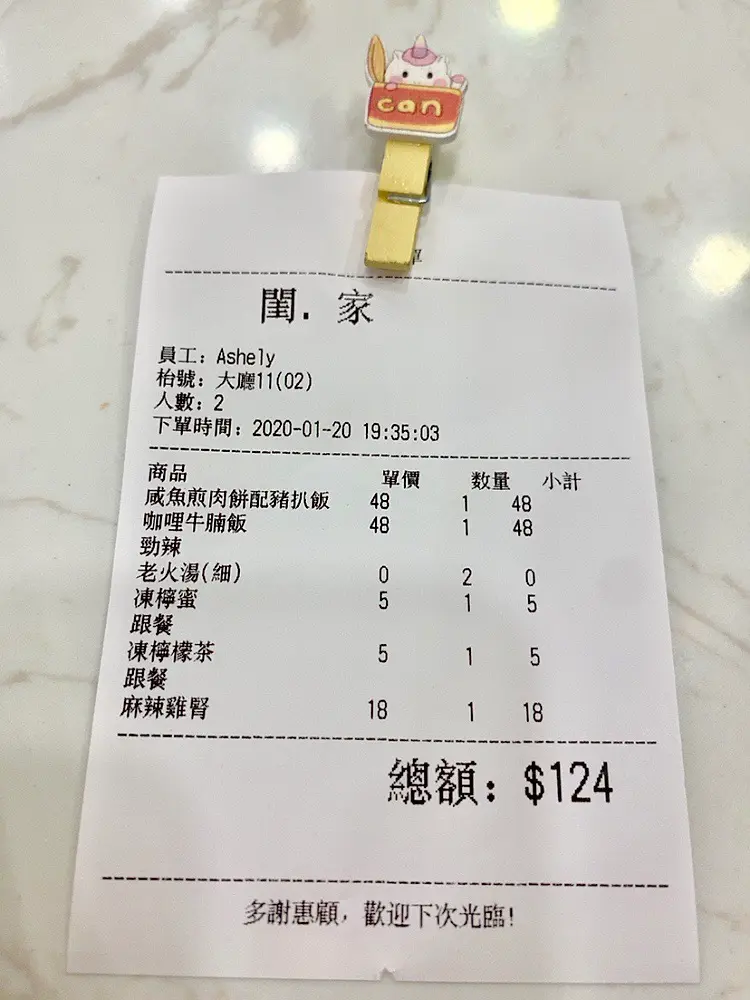 can
單
閨. 家
員工: Ashely
枱號: 大廳11(02)
人數: 2
下單時間: 2020-01-20 19:35:03
商品 單價 数量 小計
咸魚煎肉餅配豬扒飯 48 1 48
咖哩牛腩飯 48 1 48
勁辣
老火湯(細) 0 2 0
凍檸蜜 5 1 5
跟餐
凍檸檬茶 5 1 5
跟餐
麻辣雞腎 18 1 18
總額: $124
多謝惠顧, 歡迎下次光臨!